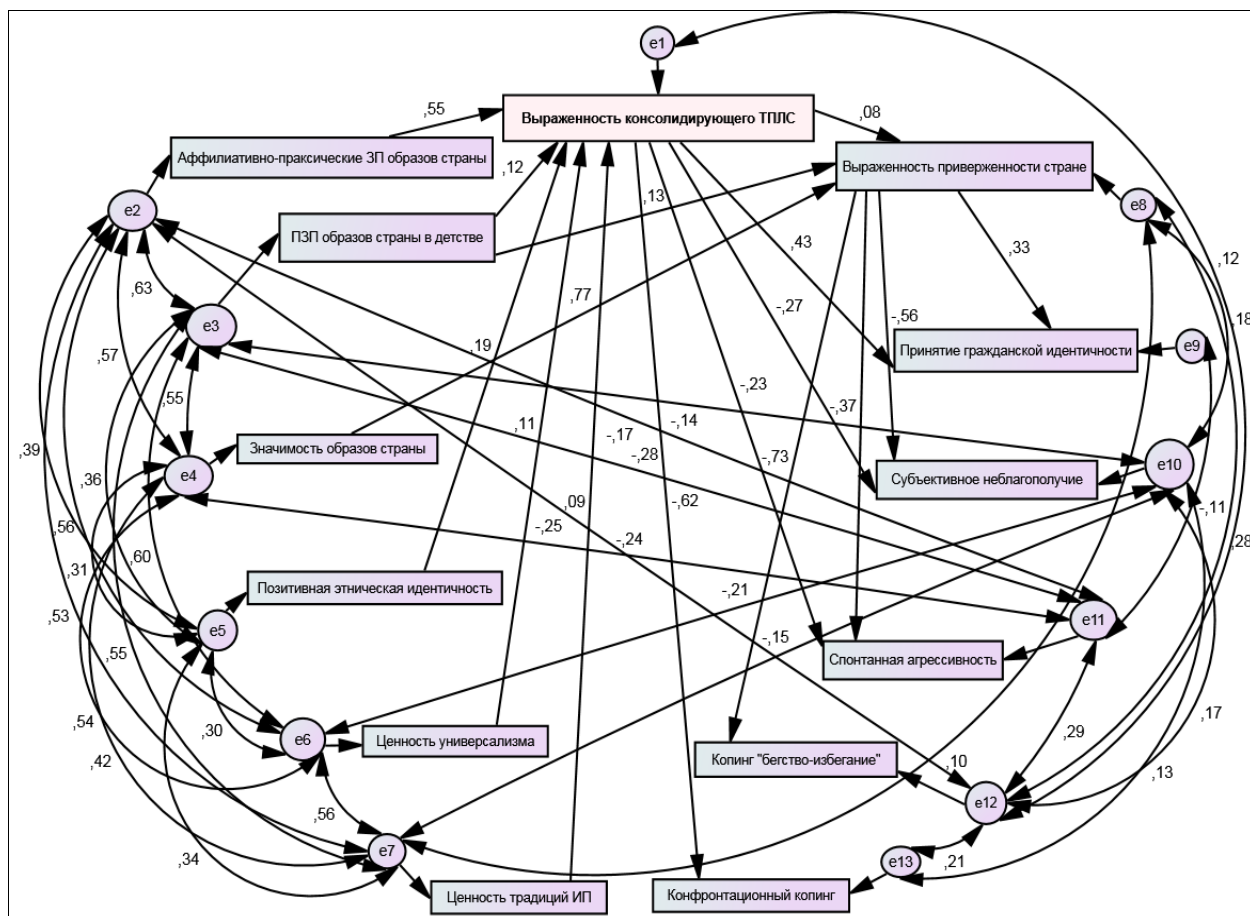 e1
,55
Выраженность консолидирующего ТПЛС
,08
Аффилиативно-праксические ЗП образов страны
,12
Выраженность приверженности стране
e2
ПЗП образов страны в детстве
,13
e8
,43
,33
,12
,63
,77
-,27
-,56
,18
e3
,57
,19
Принятие гражданской идентичности
e9
,55
-,23
-,37
,11
-,17
-,14
-,28
-,73
,39
Значимость образов страны
e4
Субъективное неблагополучие
e10
,36
,09
-,62
-,11
,56
-,25
-,24
,28
,60
,31
-,21
Позитивная этническая идентичность
,53
e5
-,15
e11
,55
Спонтанная агрессивность
,54
,30
e6
Ценность универсализма
,17
,42
Копинг "бегство-избегание"
,29
,10
,13
,56
e12
,34
e7
e13
,21
Ценность традиций ИП
Конфронтационный копинг